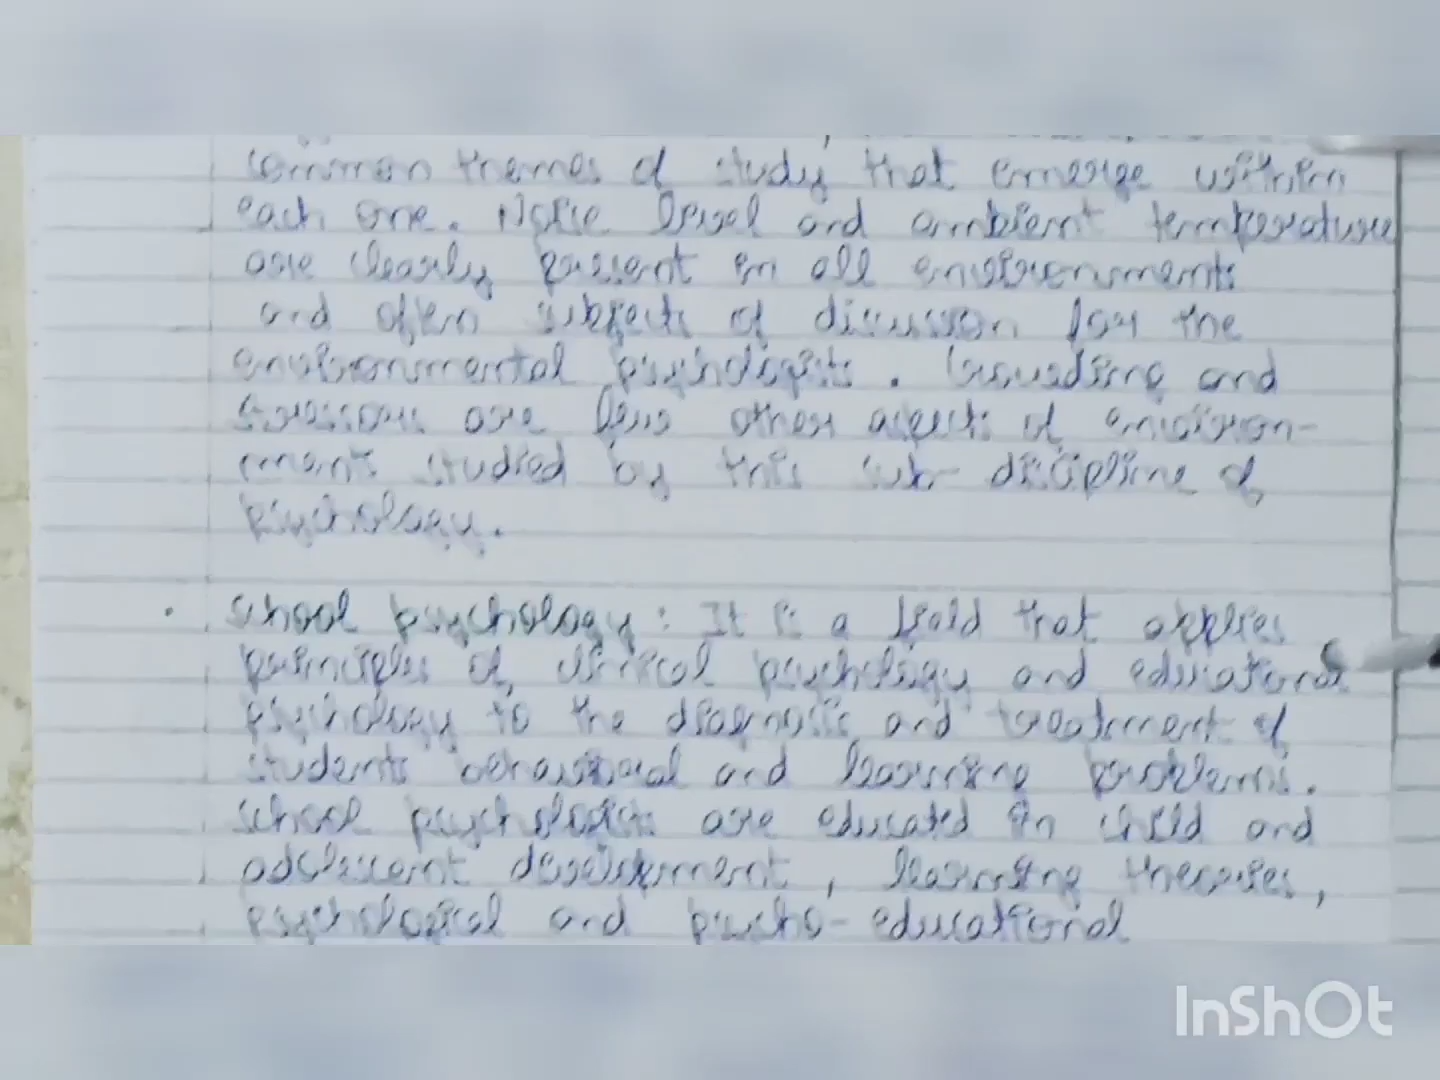 common themes of study that emerge within
each one. Noise level and ambient temperature
are clearly present in all environments
and often subjects of discussion for the
environmental psychologists. Crowding and
stressors are few other aspects of environ-
ments studied by this sub-discipline of
psychology.
• School psychology: It is a field that applies
principles of clinical psychology and educational
psychology to the diagnosis and treatment of
students behavioural and learning problems.
School psychologists are educated in child and
adolescent development, learning theories,
psychological and psycho-educational
InShOt